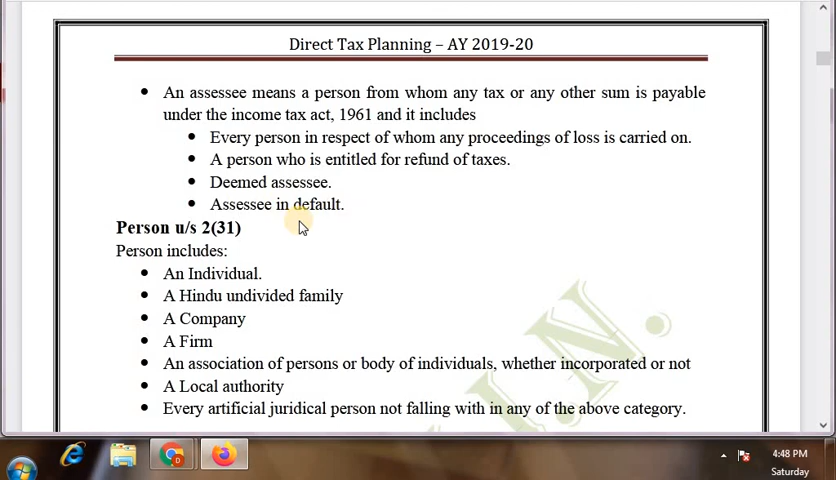 Direct Tax Planning – AY 2019-20
• An assessee means a person from whom any tax or any other sum is payable
under the income tax act, 1961 and it includes
• Every person in respect of whom any proceedings of loss is carried on.
• A person who is entitled for refund of taxes.
• Deemed assessee.
• Assessee in default.
Person u/s 2(31)
Person includes:
• An Individual.
• A Hindu undivided family
• A Company
• A Firm
• An association of persons or body of individuals, whether incorporated or not
• A Local authority
• Every artificial juridical person not falling with in any of the above category.
4:48 PM
Saturday